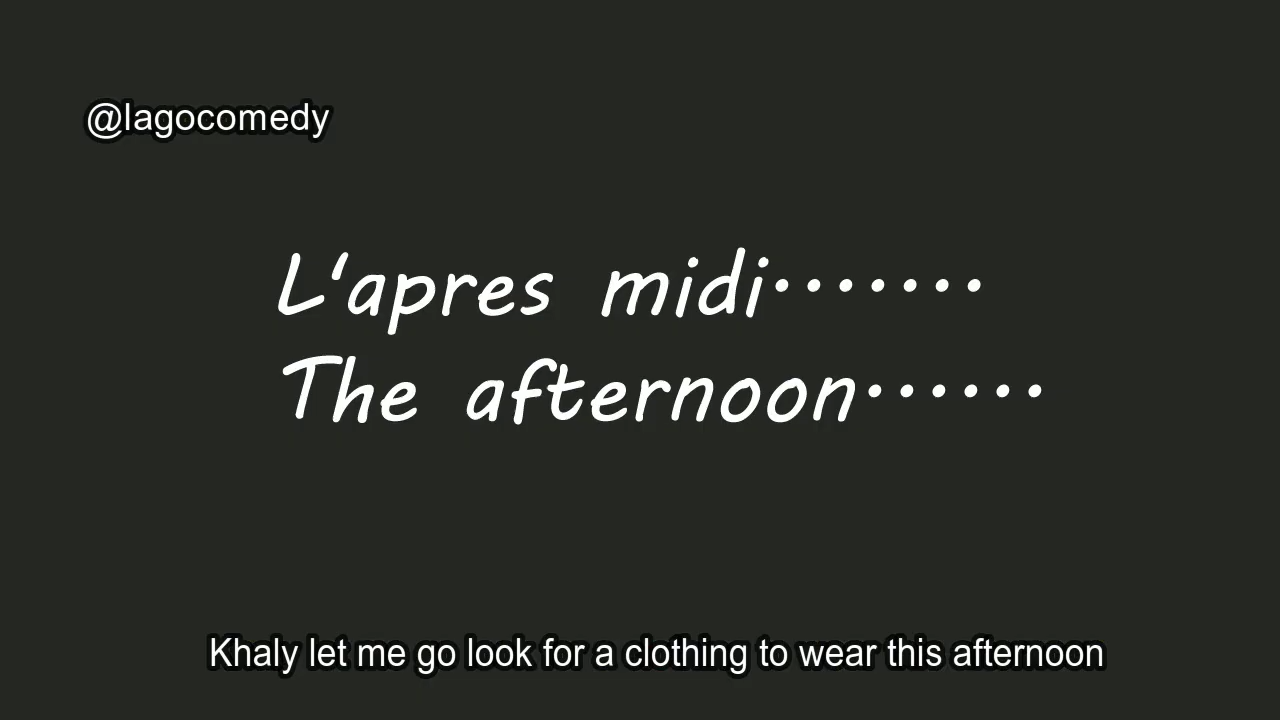 @lagocomedy
L'apres midi.......
The afternoon......
Khaly let me go look for a clothing to wear this afternoon